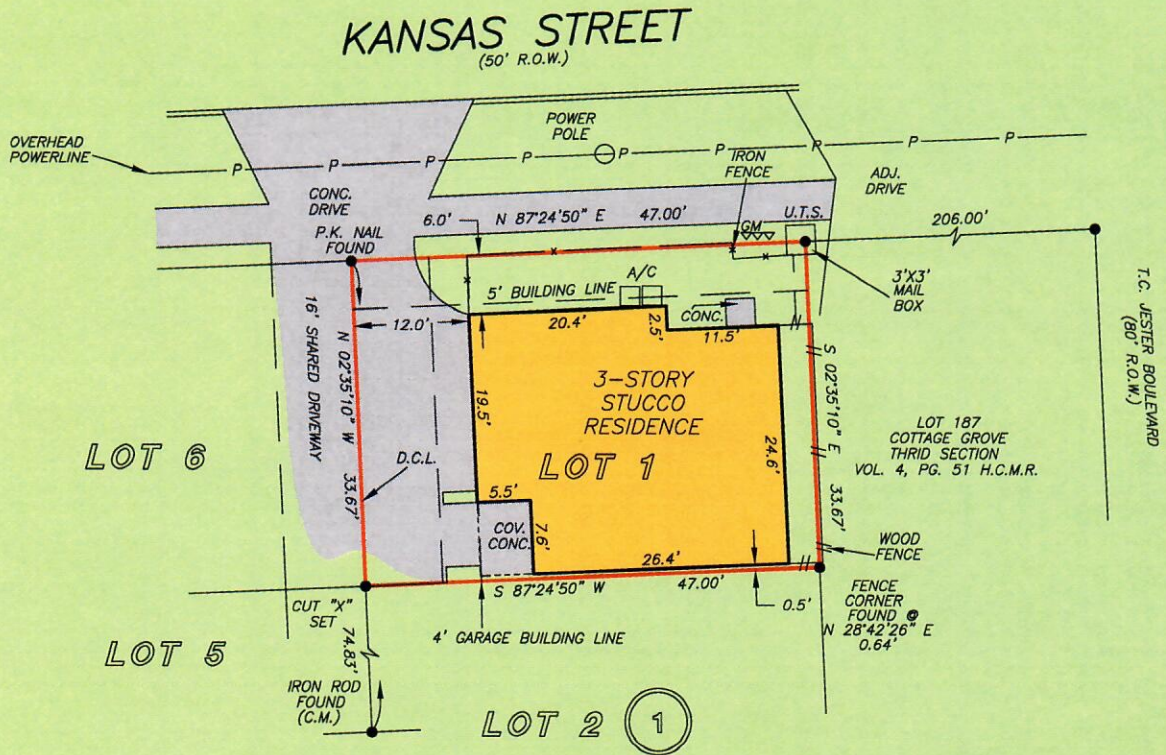 KANSAS STREET
(50' R.O.W.)
OVERHEAD
POWERLINE
P P P P P P P
POWER
POLE
IRON
FENCE
ADJ.
DRIVE
CONC.
DRIVE
P.K. NAIL
FOUND
6.0'
N 87°24'50" E 47.00'
GM
U.T.S.
206.00'
3'X3'
MAIL
BOX
T.C. JESTER BOULEVARD
(80' R.O.W.)
A/C
5' BUILDING LINE
CONC.
12.0'
20.4'
2.5'
11.5'
16' SHARED DRIVEWAY
N 02°35'10" W 33.67'
19.5'
3-STORY
STUCCO
RESIDENCE
LOT 1
24.6'
S 02°35'10" E 33.67'
LOT 187
COTTAGE GROVE
THRID SECTION
VOL. 4, PG. 51 H.C.M.R.
LOT 6
D.C.L.
5.5'
COV.
CONC.
7.6'
26.4'
WOOD
FENCE
S 87°24'50" W 47.00'
0.5'
CUT "X"
SET
4' GARAGE BUILDING LINE
FENCE
CORNER
FOUND @
N 28°42'26" E
0.64'
LOT 5
74.83'
IRON ROD
FOUND
(C.M.)
LOT 2 1